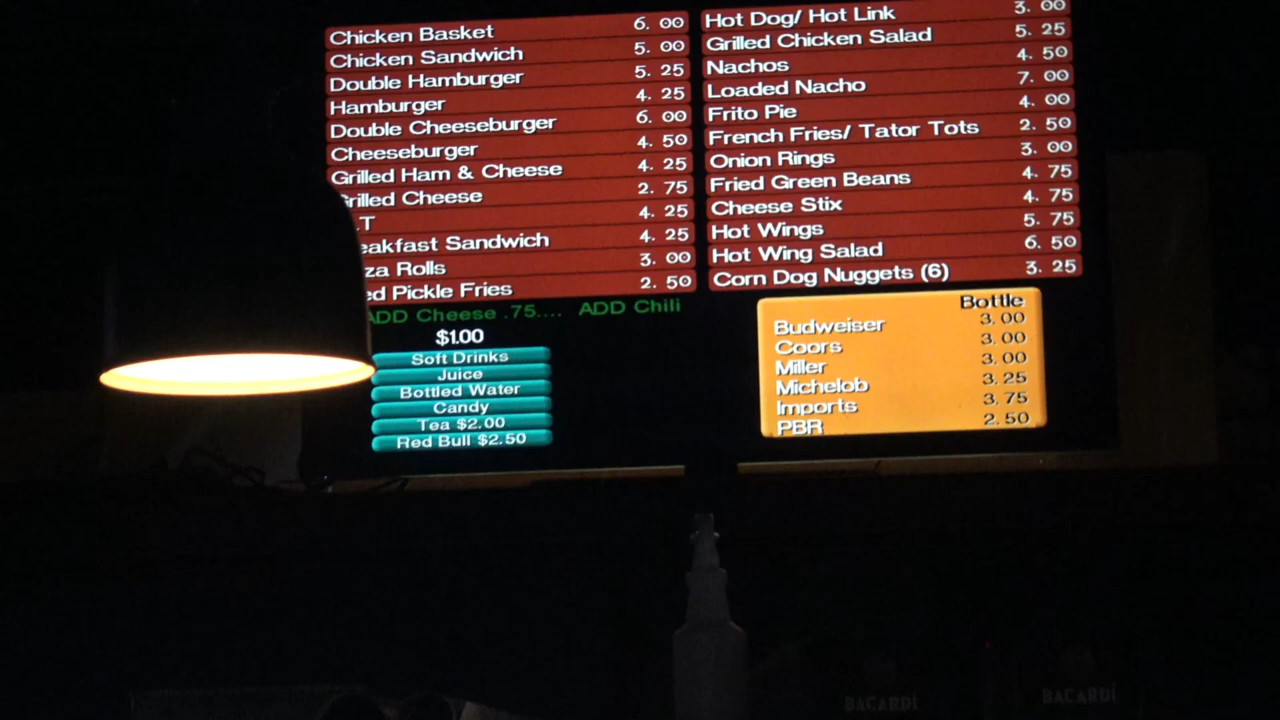 Chicken Basket 6.00
Chicken Sandwich 5.00
Double Hamburger 5.25
Hamburger 4.25
Double Cheeseburger 6.00
Cheeseburger 4.50
Grilled Ham & Cheese 4.25
Grilled Cheese 2.75
T 4.25
eakfast Sandwich 4.25
za Rolls 3.00
ed Pickle Fries 2.50
ADD Cheese .75.... ADD Chili
Hot Dog/ Hot Link 3.00
Grilled Chicken Salad 5.25
Nachos 4.50
Loaded Nacho 7.00
Frito Pie 4.00
French Fries/ Tator Tots 2.50
Onion Rings 3.00
Fried Green Beans 4.75
Cheese Stix 4.75
Hot Wings 5.75
Hot Wing Salad 6.50
Corn Dog Nuggets (6) 3.25
$1.00
Soft Drinks
Juice
Bottled Water
Candy
Tea $2.00
Red Bull $2.50
Bottle
Budweiser 3.00
Coors 3.00
Miller 3.00
Michelob 3.25
Imports 3.75
PBR 2.50
BACARDI
BACARDI